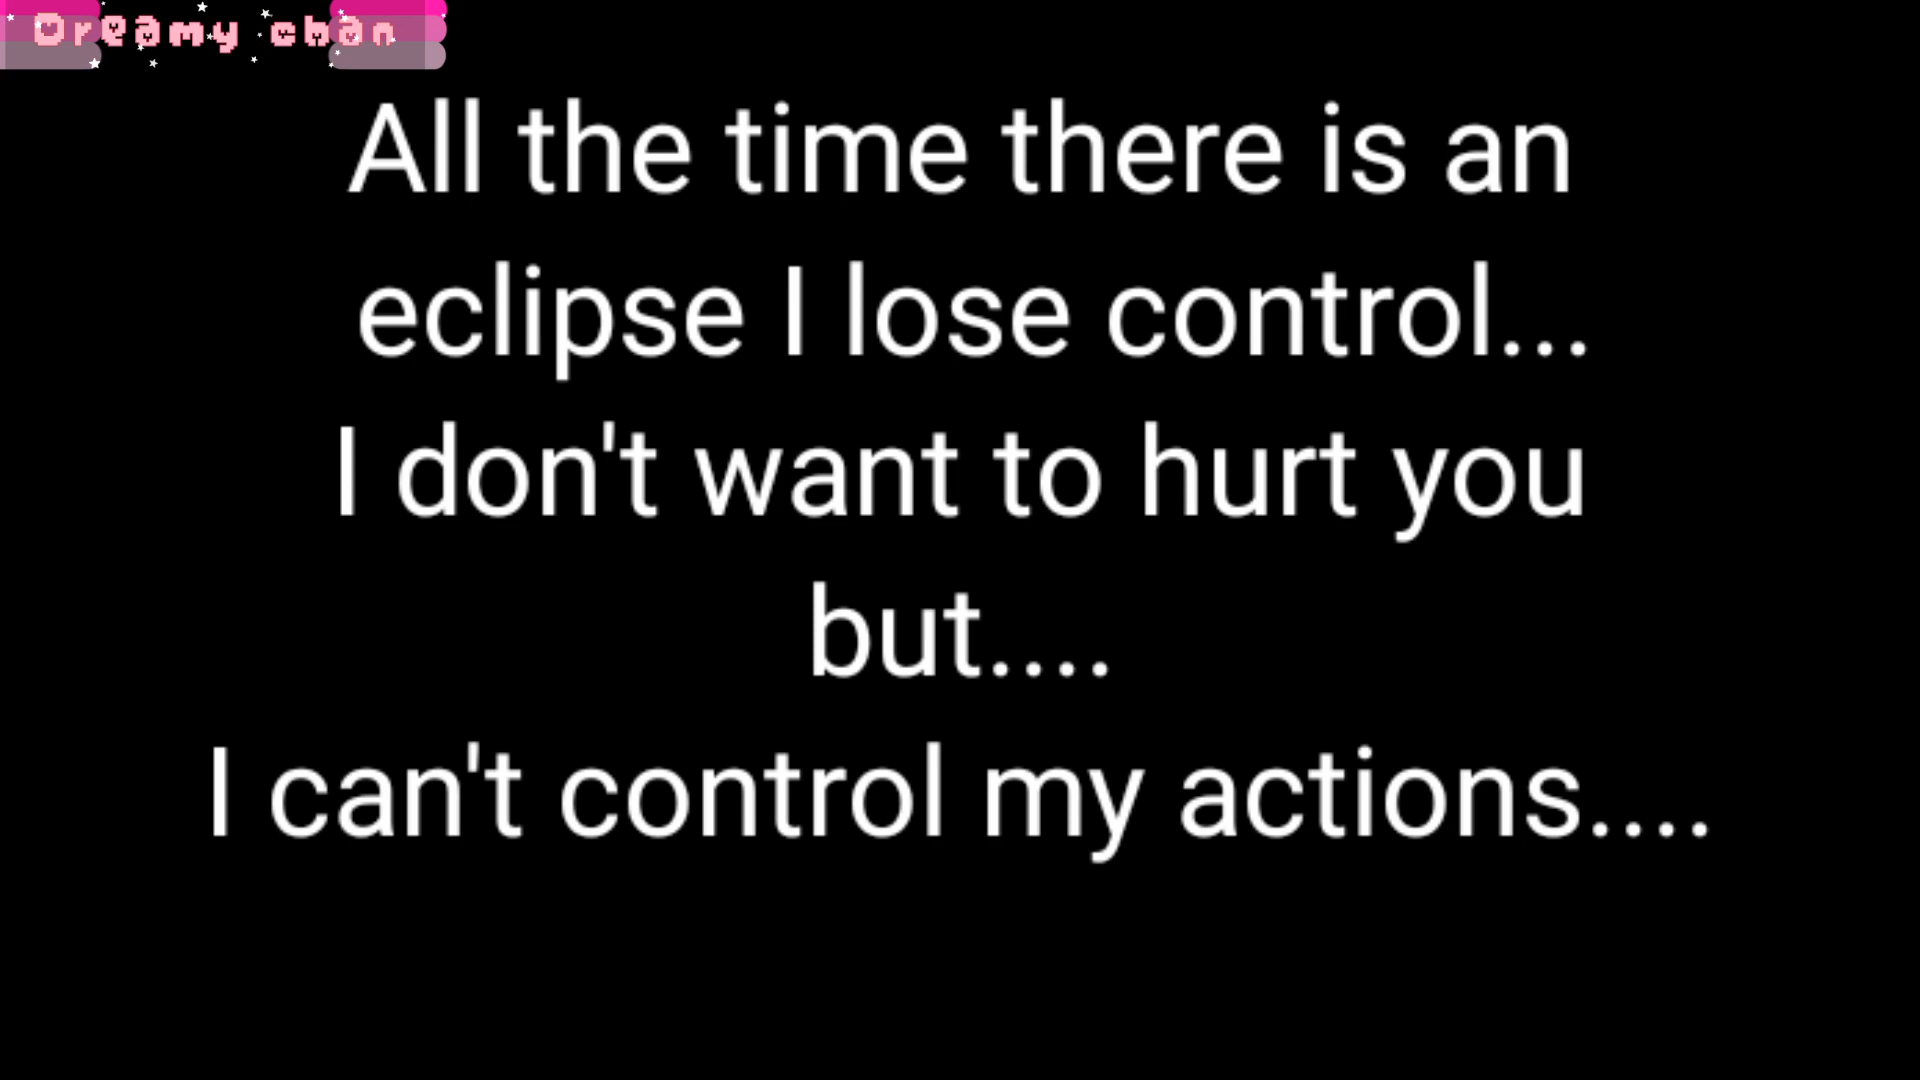 Dreamy chan
All the time there is an
eclipse I lose control...
I don't want to hurt you
but....
I can't control my actions....